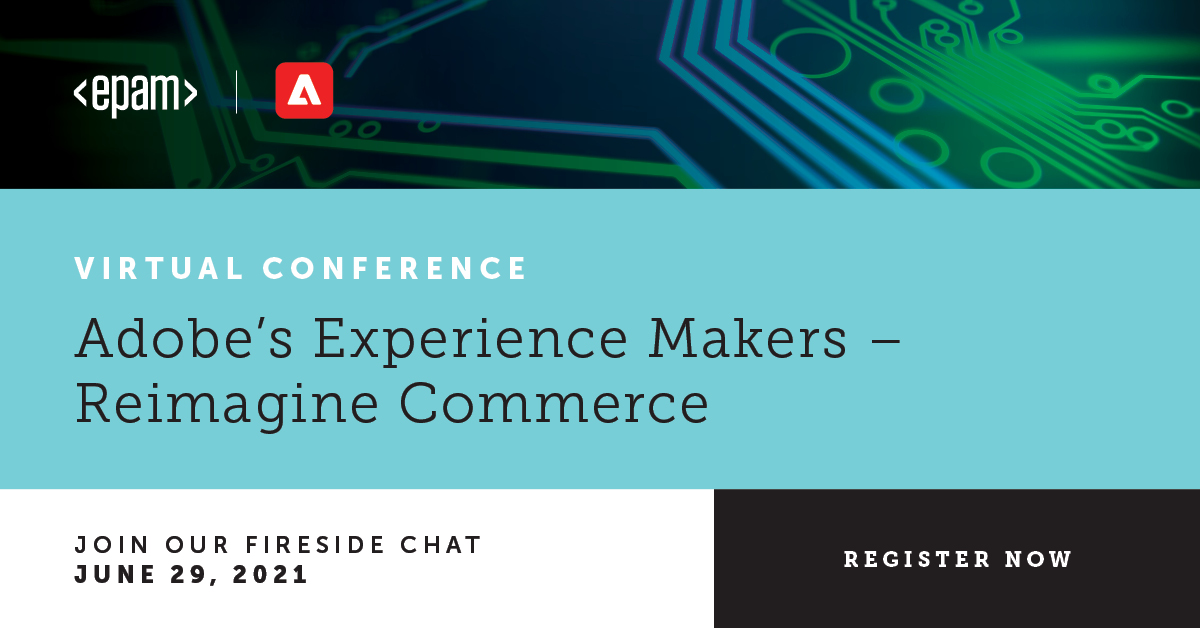 <epam>
VIRTUAL CONFERENCE
Adobe’s Experience Makers –
Reimagine Commerce
JOIN OUR FIRESIDE CHAT
JUNE 29, 2021
REGISTER NOW